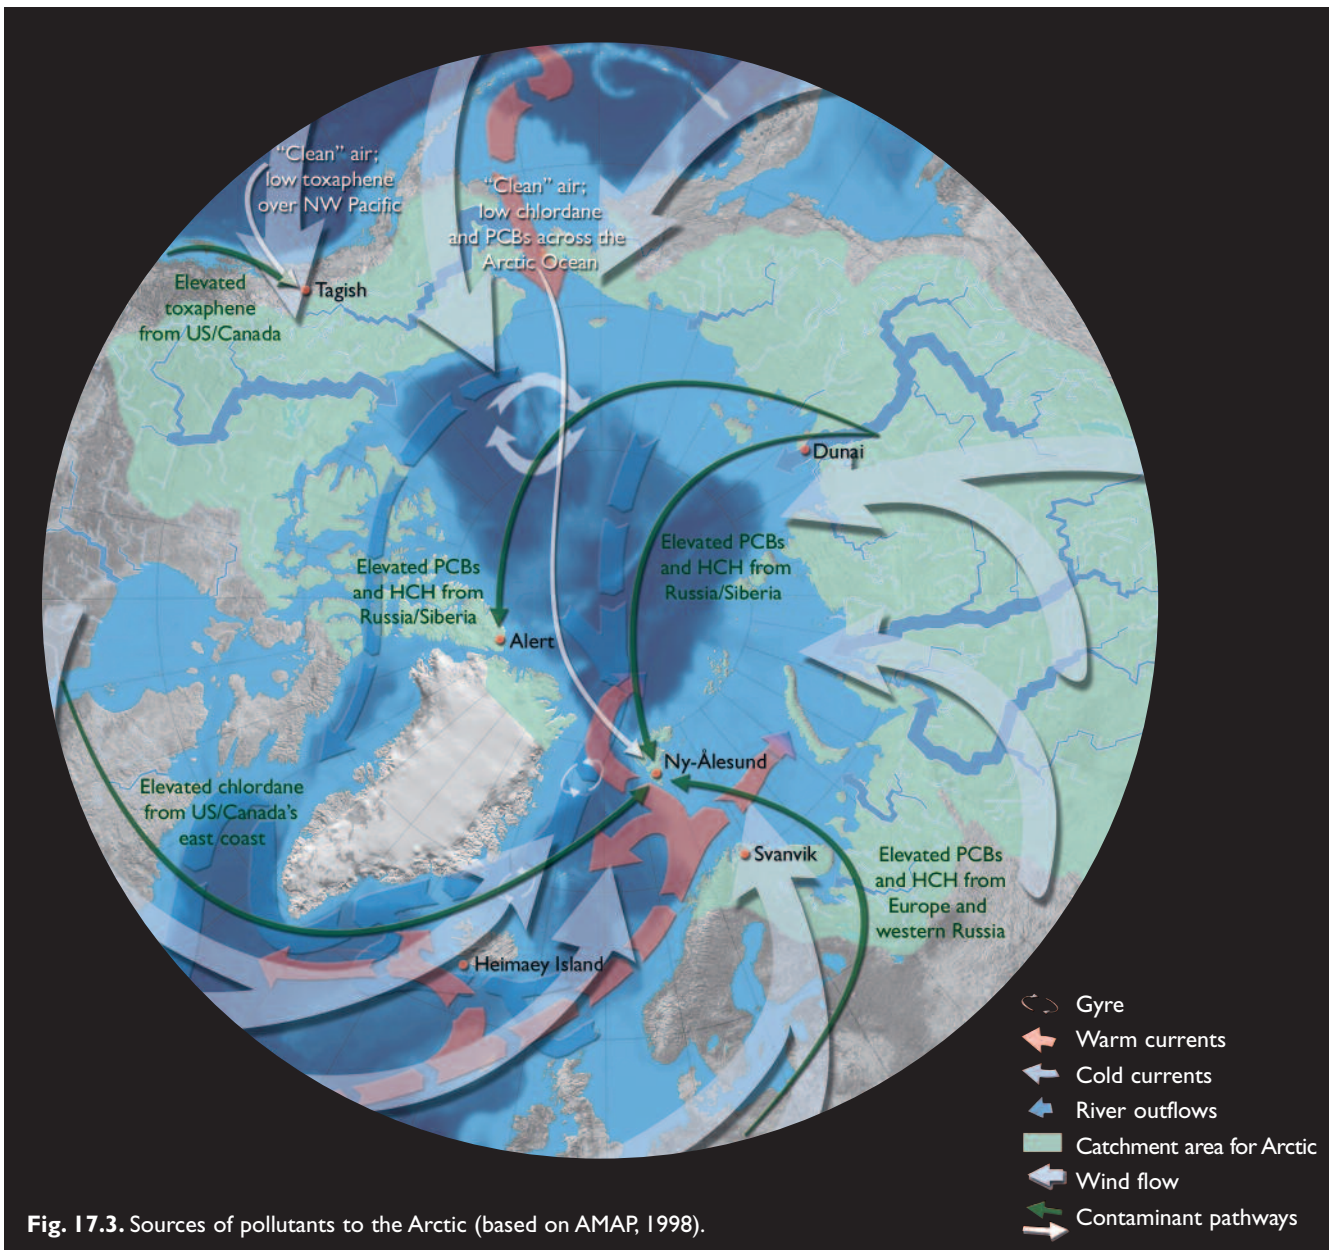 “Clean” air;
low toxaphene
over NW Pacific
“Clean” air;
low chlordane
and PCBs across the
Arctic Ocean
Elevated
toxaphene
from US/Canada
Tagish
Dunai
Elevated PCBs
and HCH from
Russia/Siberia
Elevated PCBs
and HCH from
Russia/Siberia
Alert
Ny-Ålesund
Elevated chlordane
from US/Canada’s
east coast
Svanvik
Elevated PCBs
and HCH from
Europe and
western Russia
Heimaey Island
Gyre
Warm currents
Cold currents
River outflows
Catchment area for Arctic
Wind flow
Contaminant pathways
Fig. 17.3. Sources of pollutants to the Arctic (based on AMAP, 1998).